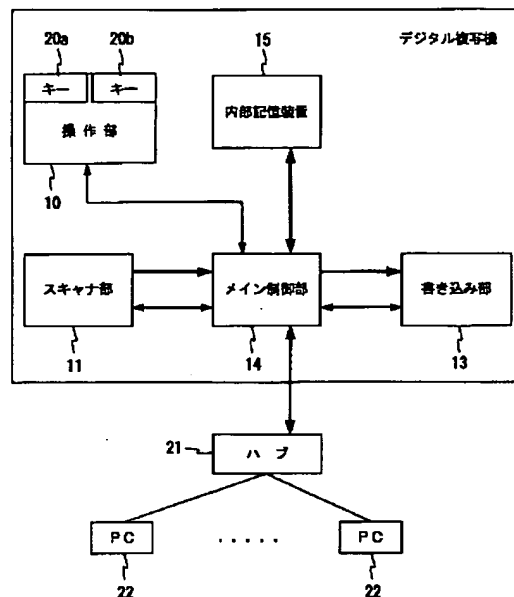 20a 20b 15 デジタル複写機
キー キー
操作部
内部記憶装置
10
スキャナ部 メイン制御部 書き込み部
11 14 13
21 ハブ
PC ..... PC
22 22